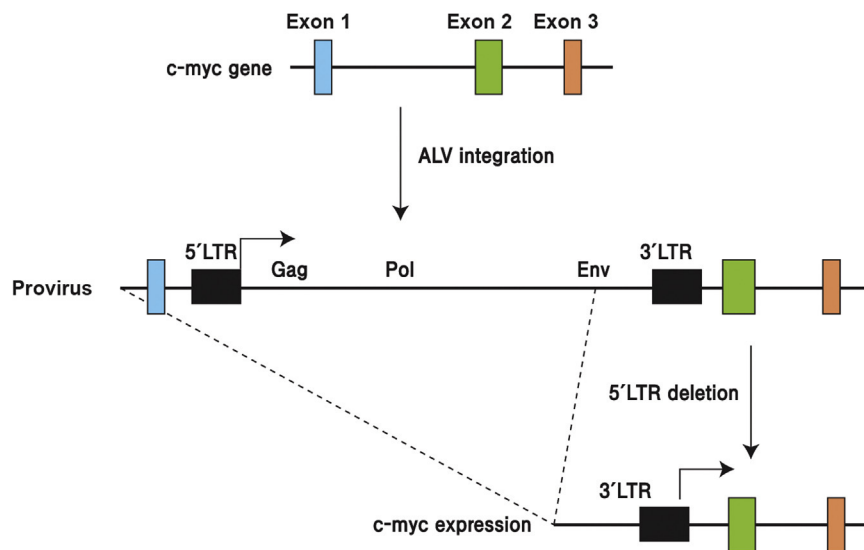 Exon 1
Exon 2
Exon 3
c-myc gene
ALV integration
5′LTR
3′LTR
Gag
Pol
Env
Provirus
5′LTR deletion
3′LTR
c-myc expression